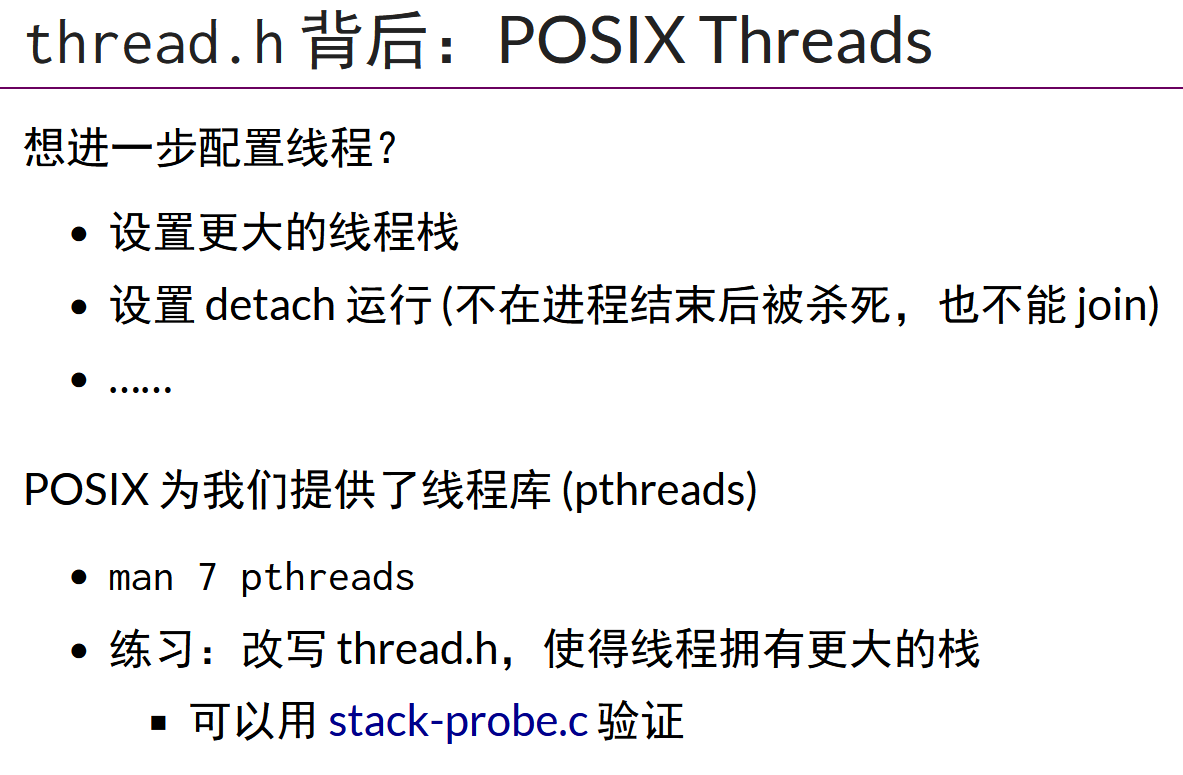 thread.h 背后：POSIX Threads
想进一步配置线程？
• 设置更大的线程栈
• 设置 detach 运行 (不在进程结束后被杀死，也不能 join)
• ……
POSIX 为我们提供了线程库 (pthreads)
• man 7 pthreads
• 练习：改写 thread.h，使得线程拥有更大的栈
▪ 可以用 stack-probe.c 验证